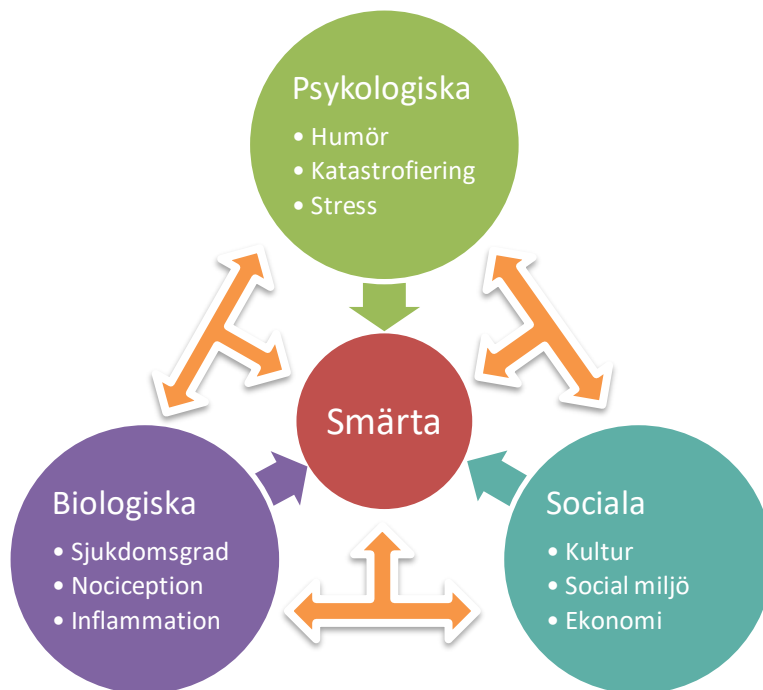 Psykologiska
• Humör
• Katastrofiering
• Stress
Smärta
Biologiska
• Sjukdomsgrad
• Nociception
• Inflammation
Sociala
• Kultur
• Social miljö
• Ekonomi